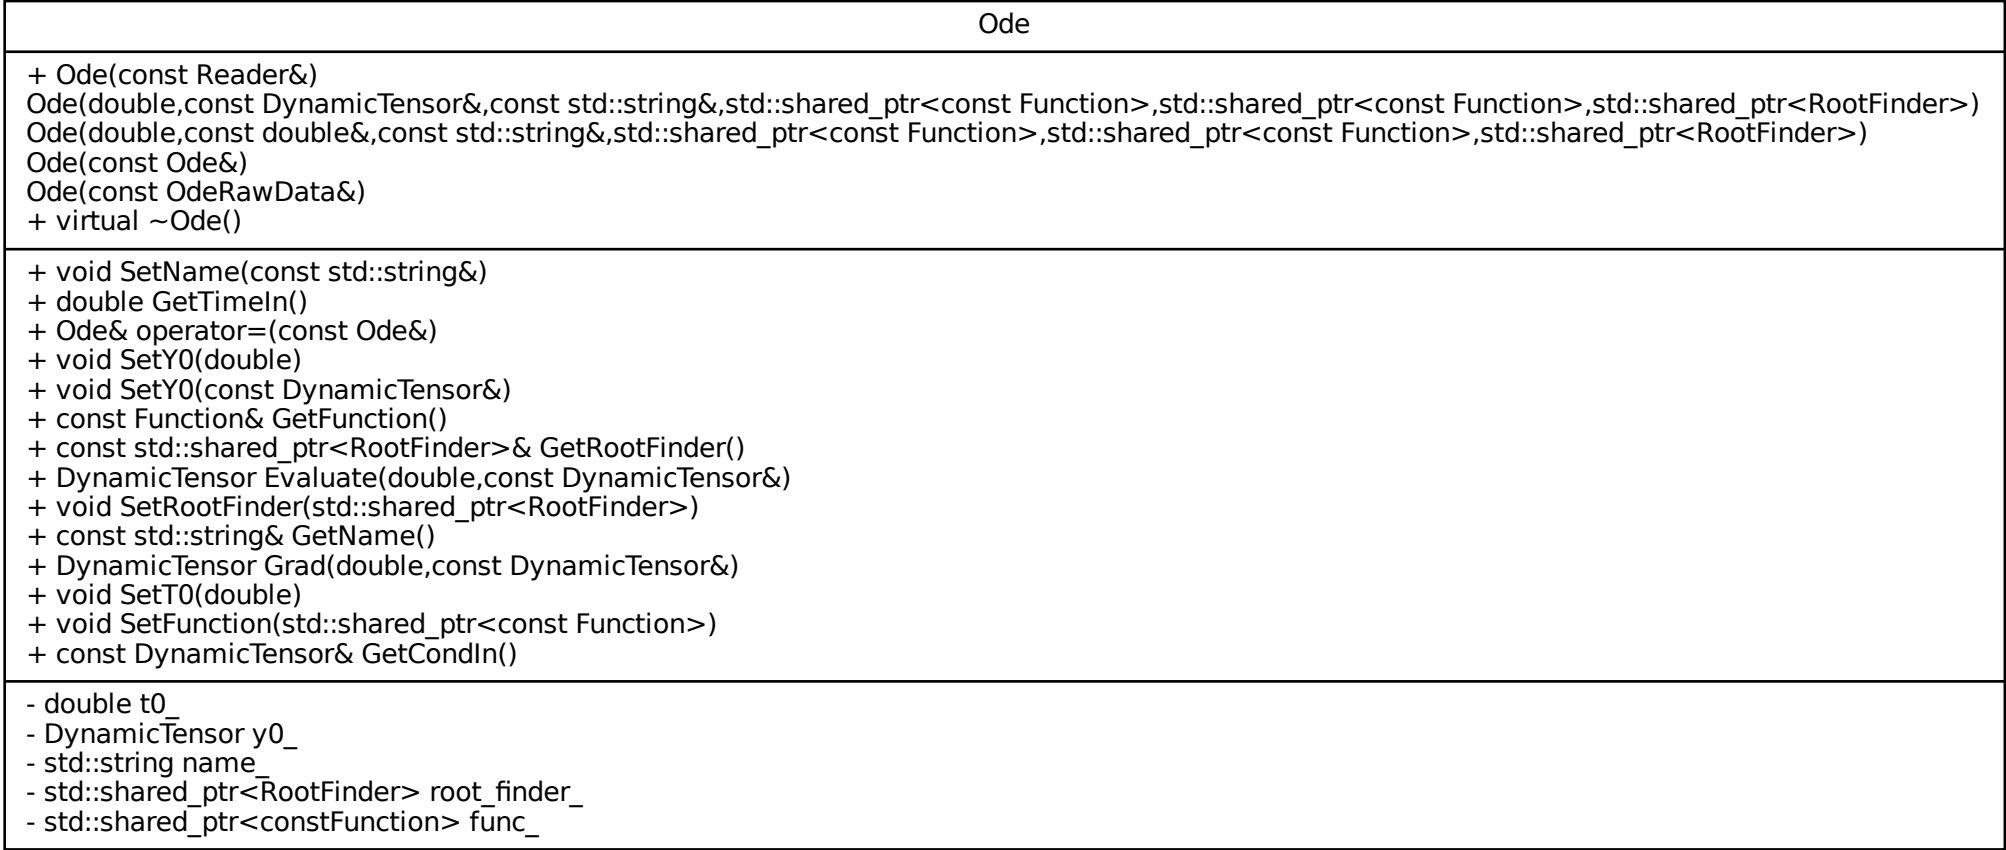 Ode
+ Ode(const Reader&)
Ode(double,const DynamicTensor&,const std::string&,std::shared_ptr<const Function>,std::shared_ptr<const Function>,std::shared_ptr<RootFinder>)
Ode(double,const double&,const std::string&,std::shared_ptr<const Function>,std::shared_ptr<const Function>,std::shared_ptr<RootFinder>)
Ode(const Ode&)
Ode(const OdeRawData&)
+ virtual ~Ode()
+ void SetName(const std::string&)
+ double GetTimeIn()
+ Ode& operator=(const Ode&)
+ void SetY0(double)
+ void SetY0(const DynamicTensor&)
+ const Function& GetFunction()
+ const std::shared_ptr<RootFinder>& GetRootFinder()
+ DynamicTensor Evaluate(double,const DynamicTensor&)
+ void SetRootFinder(std::shared_ptr<RootFinder>)
+ const std::string& GetName()
+ DynamicTensor Grad(double,const DynamicTensor&)
+ void SetT0(double)
+ void SetFunction(std::shared_ptr<const Function>)
+ const DynamicTensor& GetCondIn()
- double t0_
- DynamicTensor y0_
- std::string name_
- std::shared_ptr<RootFinder> root_finder_
- std::shared_ptr<constFunction> func_